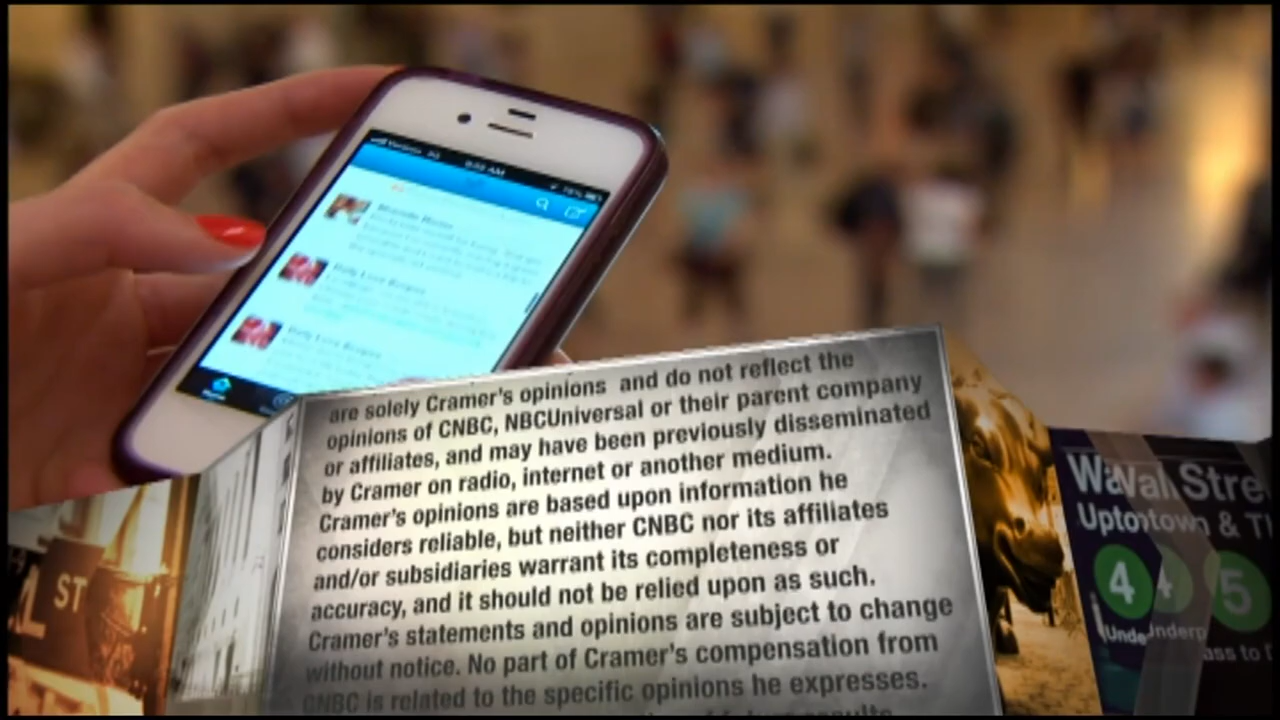 are solely Cramer's opinions and do not reflect the
opinions of CNBC, NBCUniversal or their parent company
or affiliates, and may have been previously disseminated
by Cramer on radio, internet or another medium.
Cramer's opinions are based upon information he
considers reliable, but neither CNBC nor its affiliates
and/or subsidiaries warrant its completeness or
accuracy, and it should not be relied upon as such.
Cramer's statements and opinions are subject to change
without notice. No part of Cramer's compensation from
CNBC is related to the specific opinions he expresses.
ST
Wall Stre
Uptown &
4 4 5
Unde Underp
ass to